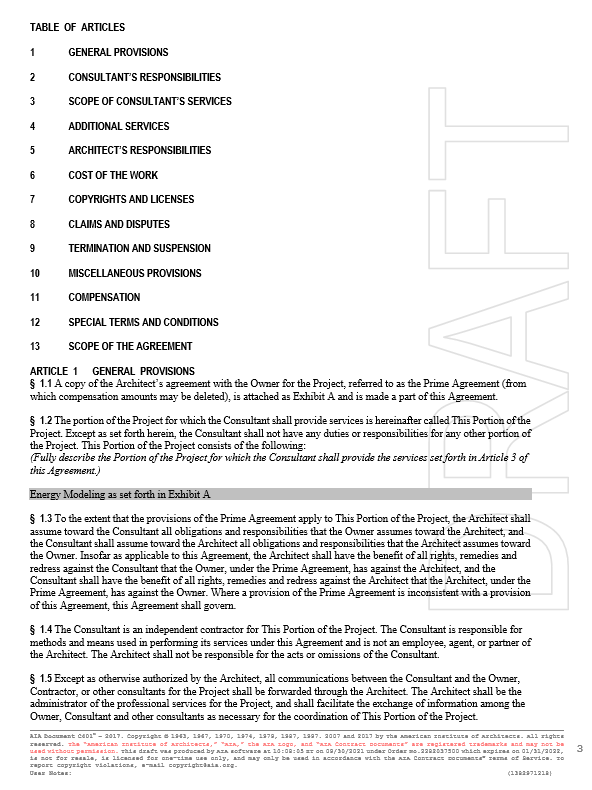 TABLE OF ARTICLES
1 GENERAL PROVISIONS
2 CONSULTANT'S RESPONSIBILITIES
3 SCOPE OF CONSULTANT'S SERVICES
4 ADDITIONAL SERVICES
5 ARCHITECT'S RESPONSIBILITIES
6 COST OF THE WORK
7 COPYRIGHTS AND LICENSES
8 CLAIMS AND DISPUTES
9 TERMINATION AND SUSPENSION
10 MISCELLANEOUS PROVISIONS
11 COMPENSATION
12 SPECIAL TERMS AND CONDITIONS
13 SCOPE OF THE AGREEMENT
ARTICLE 1 GENERAL PROVISIONS
§ 1.1 A copy of the Architect's agreement with the Owner for the Project, referred to as the Prime Agreement (from
which compensation amounts may be deleted), is attached as Exhibit A and is made a part of this Agreement.
§ 1.2 The portion of the Project for which the Consultant shall provide services is hereinafter called This Portion of the
Project. Except as set forth herein, the Consultant shall not have any duties or responsibilities for any other portion of
the Project. This Portion of the Project consists of the following:
(Fully describe the Portion of the Project for which the Consultant shall provide the services set forth in Article 3 of
this Agreement.)
Energy Modeling as set forth in Exhibit A
§ 1.3 To the extent that the provisions of the Prime Agreement apply to This Portion of the Project, the Architect shall
assume toward the Consultant all obligations and responsibilities that the Owner assumes toward the Architect, and
the Consultant shall assume toward the Architect all obligations and responsibilities that the Architect assumes toward
the Owner. Insofar as applicable to this Agreement, the Architect shall have the benefit of all rights, remedies and
redress against the Consultant that the Owner, under the Prime Agreement, has against the Architect, and the
Consultant shall have the benefit of all rights, remedies and redress against the Architect that the Architect, under the
Prime Agreement, has against the Owner. Where a provision of the Prime Agreement is inconsistent with a provision
of this Agreement, this Agreement shall govern.
§ 1.4 The Consultant is an independent contractor for This Portion of the Project. The Consultant is responsible for
methods and means used in performing its services under this Agreement and is not an employee, agent, or partner of
the Architect. The Architect shall not be responsible for the acts or omissions of the Consultant.
§ 1.5 Except as otherwise authorized by the Architect, all communications between the Consultant and the Owner,
Contractor, or other consultants for the Project shall be forwarded through the Architect. The Architect shall be the
administrator of the professional services for the Project, and shall facilitate the exchange of information among the
Owner, Consultant and other consultants as necessary for the coordination of This Portion of the Project.
DRAFT
AIA Document C401™ – 2017. Copyright © 1963, 1967, 1970, 1974, 1978, 1987, 1997, 2007 and 2017 by The American Institute of Architects. All rights
reserved. The "American Institute of Architects," "AIA," the AIA Logo, and "AIA Contract Documents" are registered trademarks and may not be
used without permission. This draft was produced by AIA software at 10:08:03 ET on 08/30/2021 under Order No.2282037500 which expires on 01/31/2022,
is not for resale, is licensed for one-time use only, and may only be used in accordance with the AIA Contract Documents® Terms of Service. To
report copyright violations, e-mail copyright@aia.org.
User Notes: (1382871218)
3